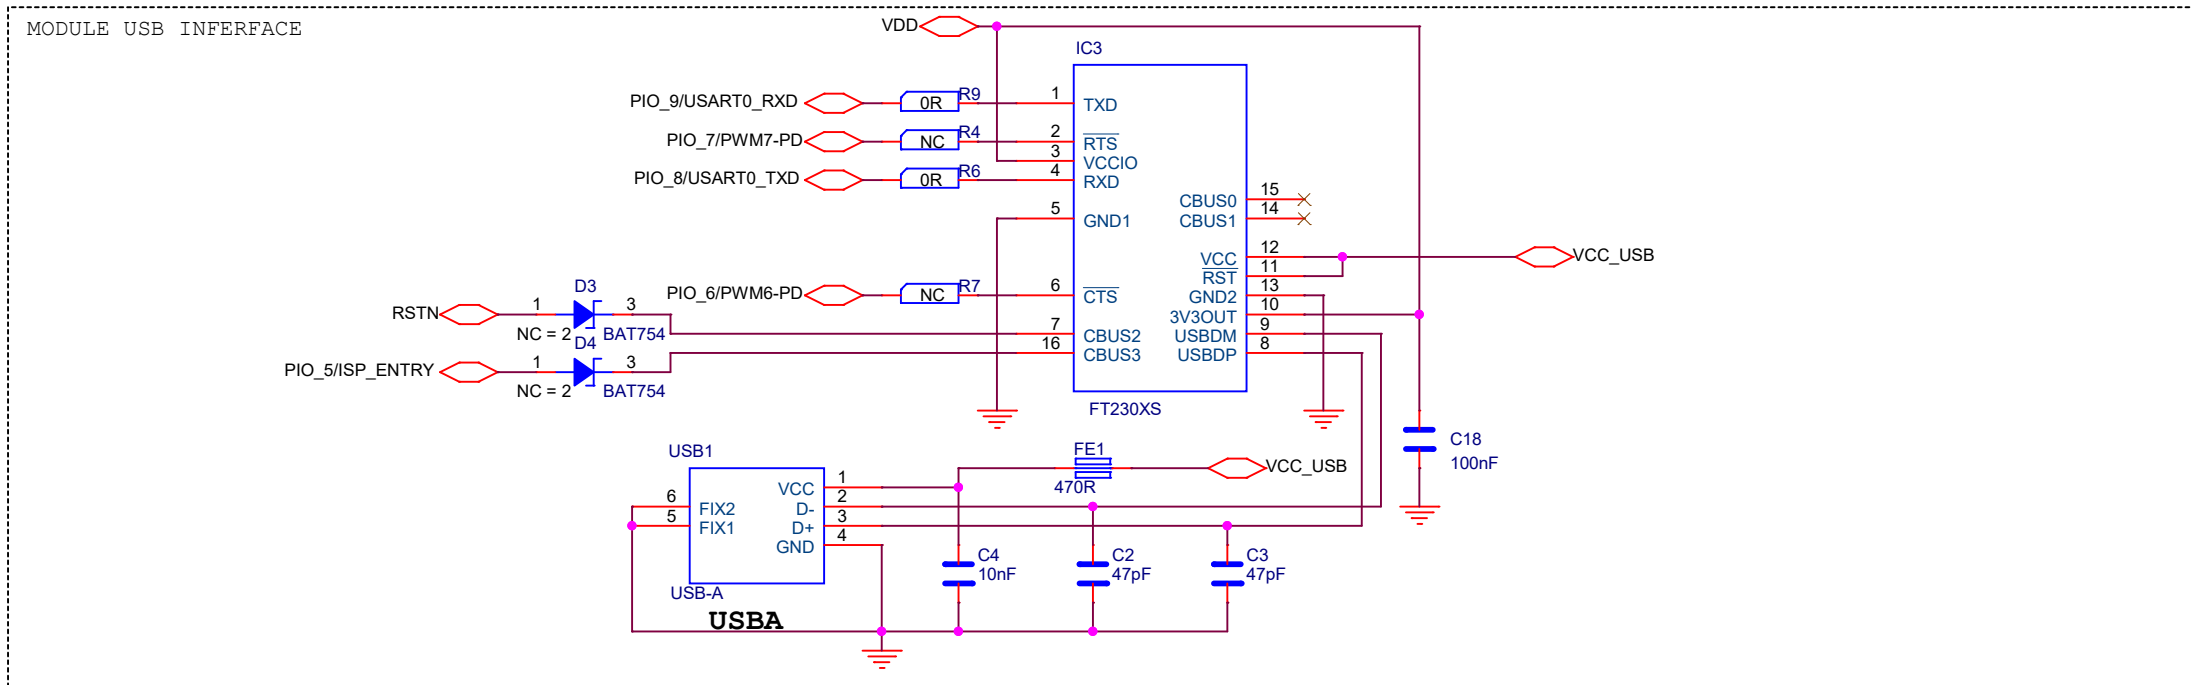 MODULE USB INFERFACE
VDD
IC3
PIO_9/USART0_RXD
0R
R9
1
TXD
PIO_7/PWM7-PD
NC
R4
2
RTS
3
VCCIO
PIO_8/USART0_TXD
0R
R6
4
RXD
15
CBUS0
5
GND1
14
CBUS1
12
VCC
VCC_USB
11
RST
PIO_6/PWM6-PD
NC
R7
6
CTS
13
GND2
10
3V3OUT
D3
RSTN
1
3
NC = 2
BAT754
7
CBUS2
9
USBDM
D4
PIO_5/ISP_ENTRY
1
3
NC = 2
BAT754
16
CBUS3
8
USBDP
FT230XS
USB1
FE1
470R
VCC_USB
C18
100nF
1
VCC
6
FIX2
2
D-
5
FIX1
3
D+
4
GND
C4
10nF
C2
47pF
C3
47pF
USB-A
USBA